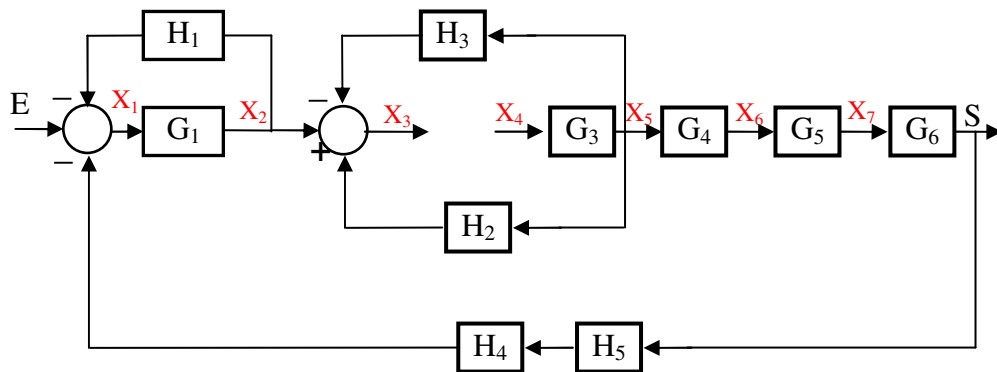 H₁ H₃
− −
E X₁ G₁ X₂ X₃ X₄ G₃ X₅ G₄ X₆ G₅ X₇ G₆ S
− +
H₂
H₄ H₅